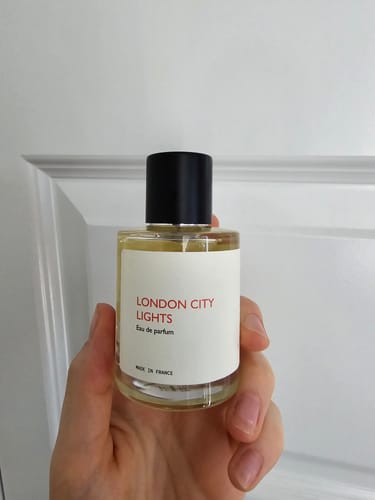 LONDON CITY
LIGHTS
Eau de parfum
MADE IN FRANCE